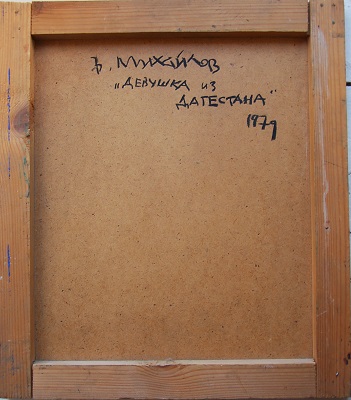 В. МИХАЙЛОВ
„ДЕВУШКА ИЗ
ДАГЕСТАНА"
1979